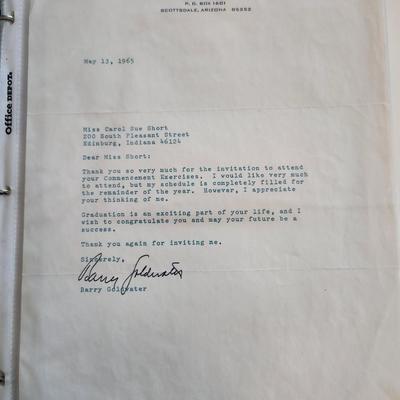 P. O. BOX 1601
SCOTTSDALE, ARIZONA 85252
Office DEPOT.
May 13, 1965
Miss Carol Sue Short
200 South Pleasant Street
Edinburg, Indiana 46124
Dear Miss Short:
Thank you so very much for the invitation to attend
your Commencement Exercises. I would like very much
to attend, but my schedule is completely filled for
the remainder of the year. However, I appreciate
your thinking of me.
Graduation is an exciting part of your life, and I
wish to congratulate you and may your future be a
success.
Thank you again for inviting me.
Sincerely,
Barry Goldwater
Barry Goldwater